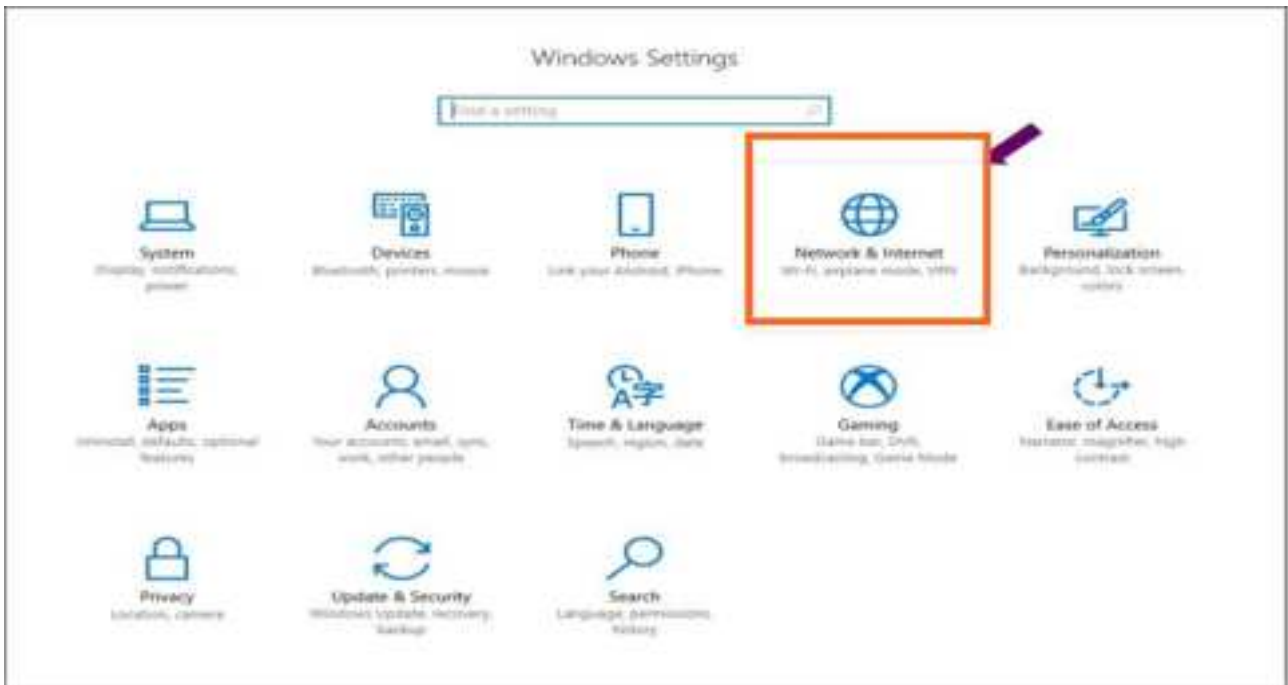 Windows Settings
Find a setting
System
Display, notifications,
power
Devices
Bluetooth, printers, mouse
Phone
Link your Android, iPhone
Network & Internet
Wi-Fi, airplane mode, VPN
Personalization
Background, lock screen,
colors
Apps
Uninstall, defaults, optional
features
Accounts
Your accounts, email, sync,
work, other people
Time & Language
Speech, region, date
Gaming
Game bar, DVR,
broadcasting, Game Mode
Ease of Access
Narrator, magnifier, high
contrast
Privacy
Location, camera
Update & Security
Windows Update, recovery,
backup
Search
Language, permissions,
history